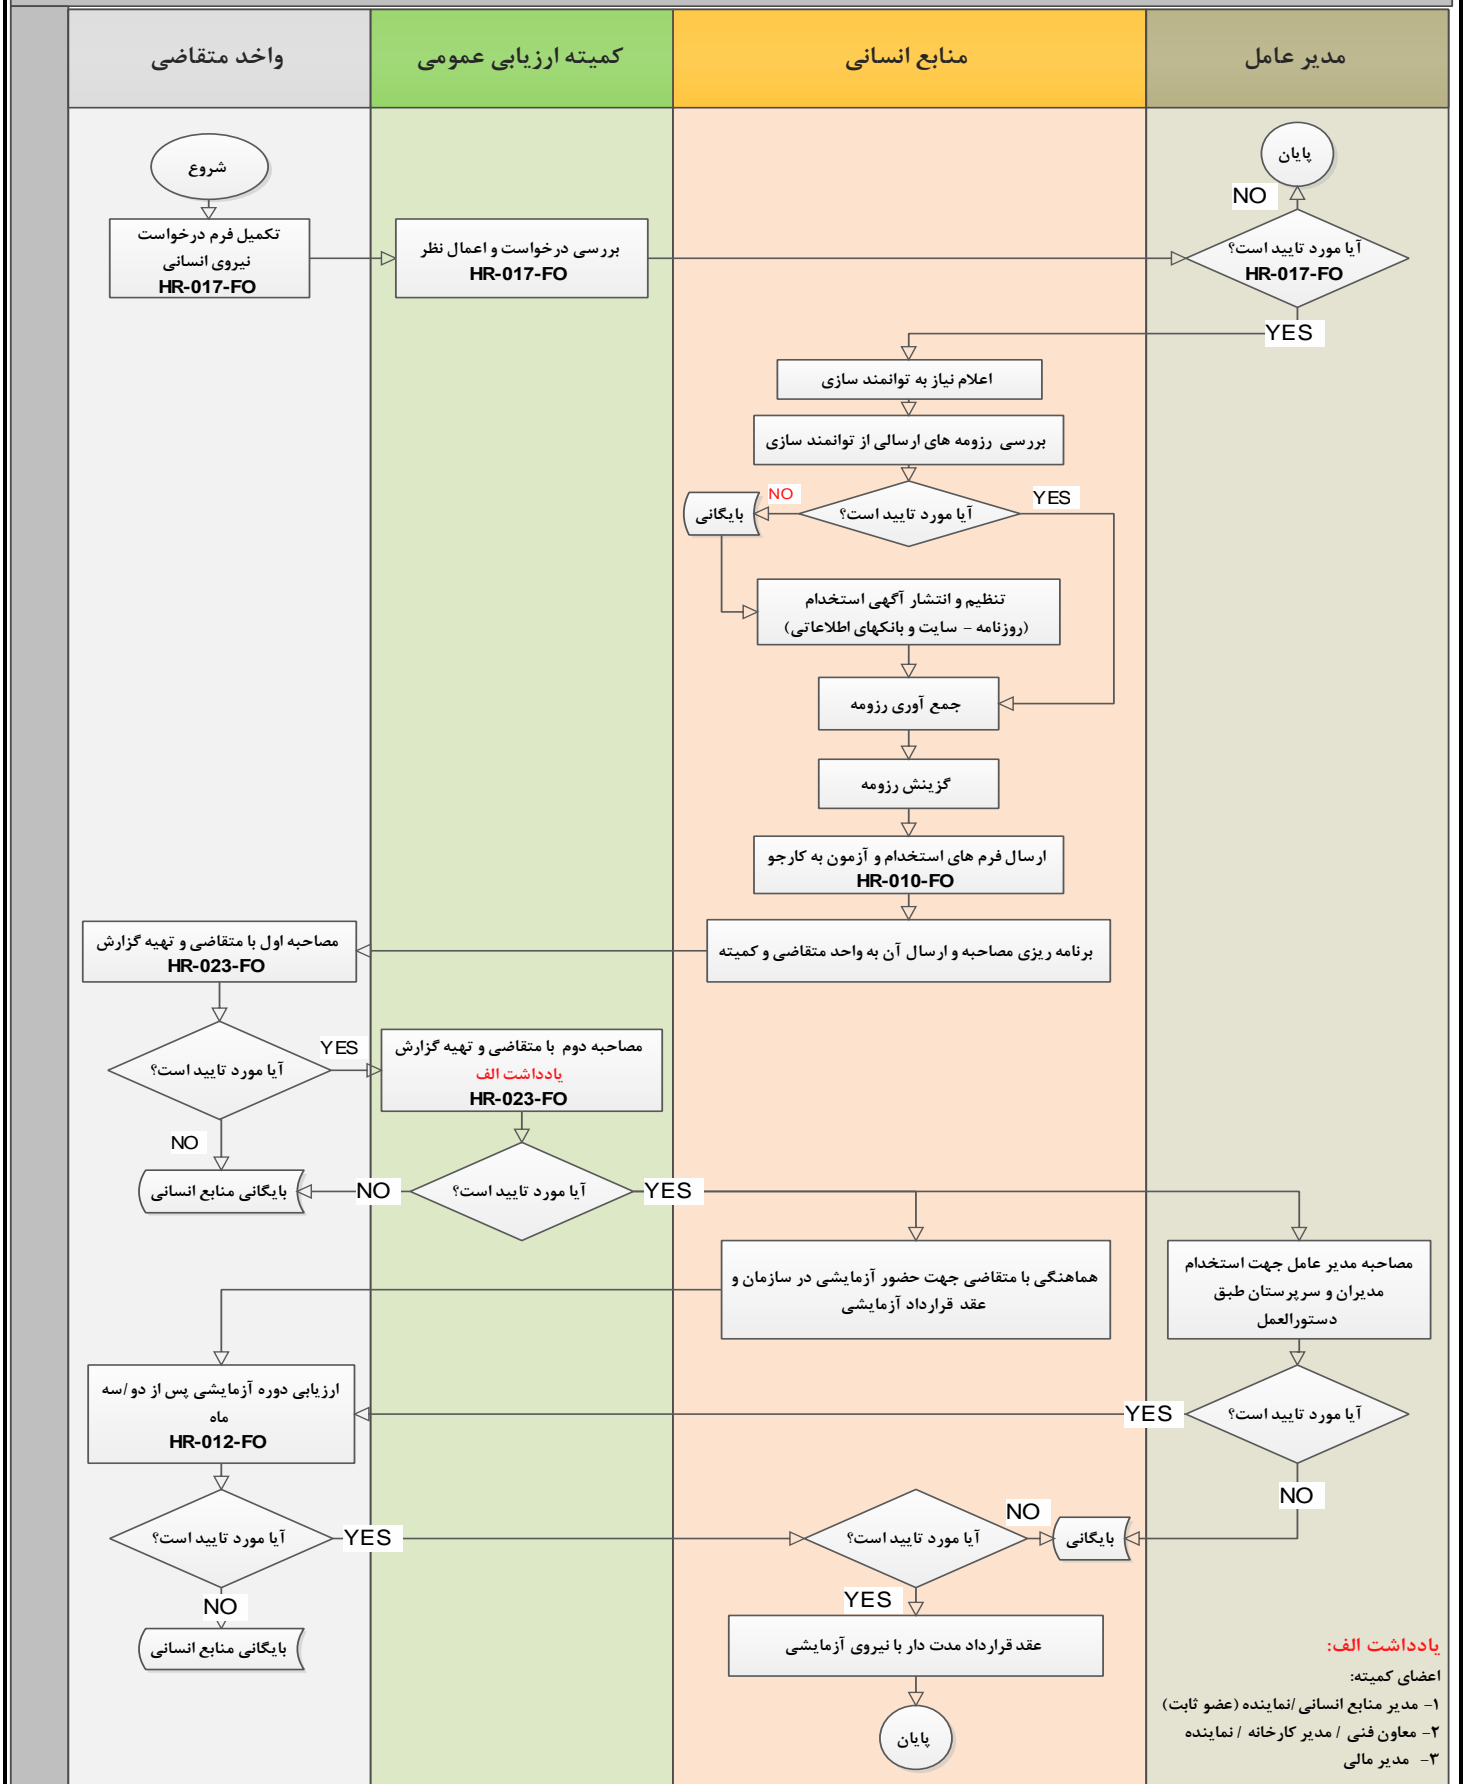 مدیر عامل
منابع انسانی
کمیته ارزیابی عمومی
واخد متقاضی
شروع
تکمیل فرم درخواست
نیروی انسانی
HR-017-FO
بررسی درخواست و اعمال نظر
HR-017-FO
پایان
NO
آیا مورد تایید است؟
HR-017-FO
YES
اعلام نیاز به توانمند سازی
بررسی رزومه های ارسالی از توانمند سازی
آیا مورد تایید است؟
YES
NO
بایگانی
تنظیم و انتشار آگهی استخدام
(روزنامه – سایت و بانکهای اطلاعاتی)
جمع آوری رزومه
گزینش رزومه
ارسال فرم های استخدام و آزمون به کارجو
HR-010-FO
برنامه ریزی مصاحبه و ارسال آن به واحد متقاضی و کمیته
مصاحبه اول با متقاضی و تهیه گزارش
HR-023-FO
آیا مورد تایید است؟
YES
NO
بایگانی منابع انسانی
مصاحبه دوم با متقاضی و تهیه گزارش
یادداشت الف
HR-023-FO
آیا مورد تایید است؟
NO
YES
هماهنگی با متقاضی جهت حضور آزمایشی در سازمان و
عقد قرارداد آزمایشی
مصاحبه مدیر عامل جهت استخدام
مدیران و سرپرستان طبق
دستورالعمل
آیا مورد تایید است؟
YES
NO
ارزیابی دوره آزمایشی پس از دو/سه
ماه
HR-012-FO
آیا مورد تایید است؟
YES
NO
بایگانی منابع انسانی
آیا مورد تایید است؟
NO
بایگانی
YES
عقد قرارداد مدت دار با نیروی آزمایشی
پایان
یادداشت الف:
اعضای کمیته:
۱- مدیر منابع انسانی/نماینده (عضو ثابت)
۲- معاون فنی / مدیر کارخانه / نماینده
۳- مدیر مالی